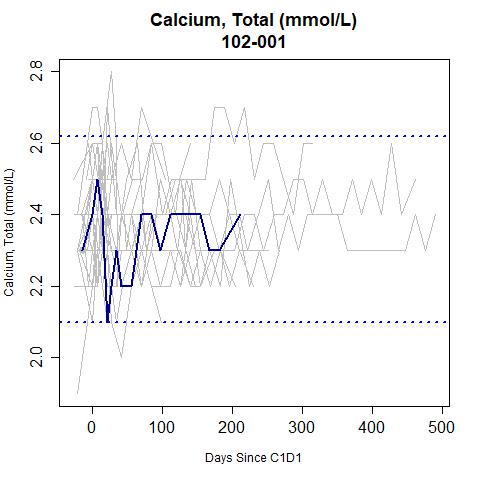 Calcium, Total (mmol/L)
102-001
Calcium, Total (mmol/L)
2.8
2.6
2.4
2.2
2.0
0 100 200 300 400 500
Days Since C1D1